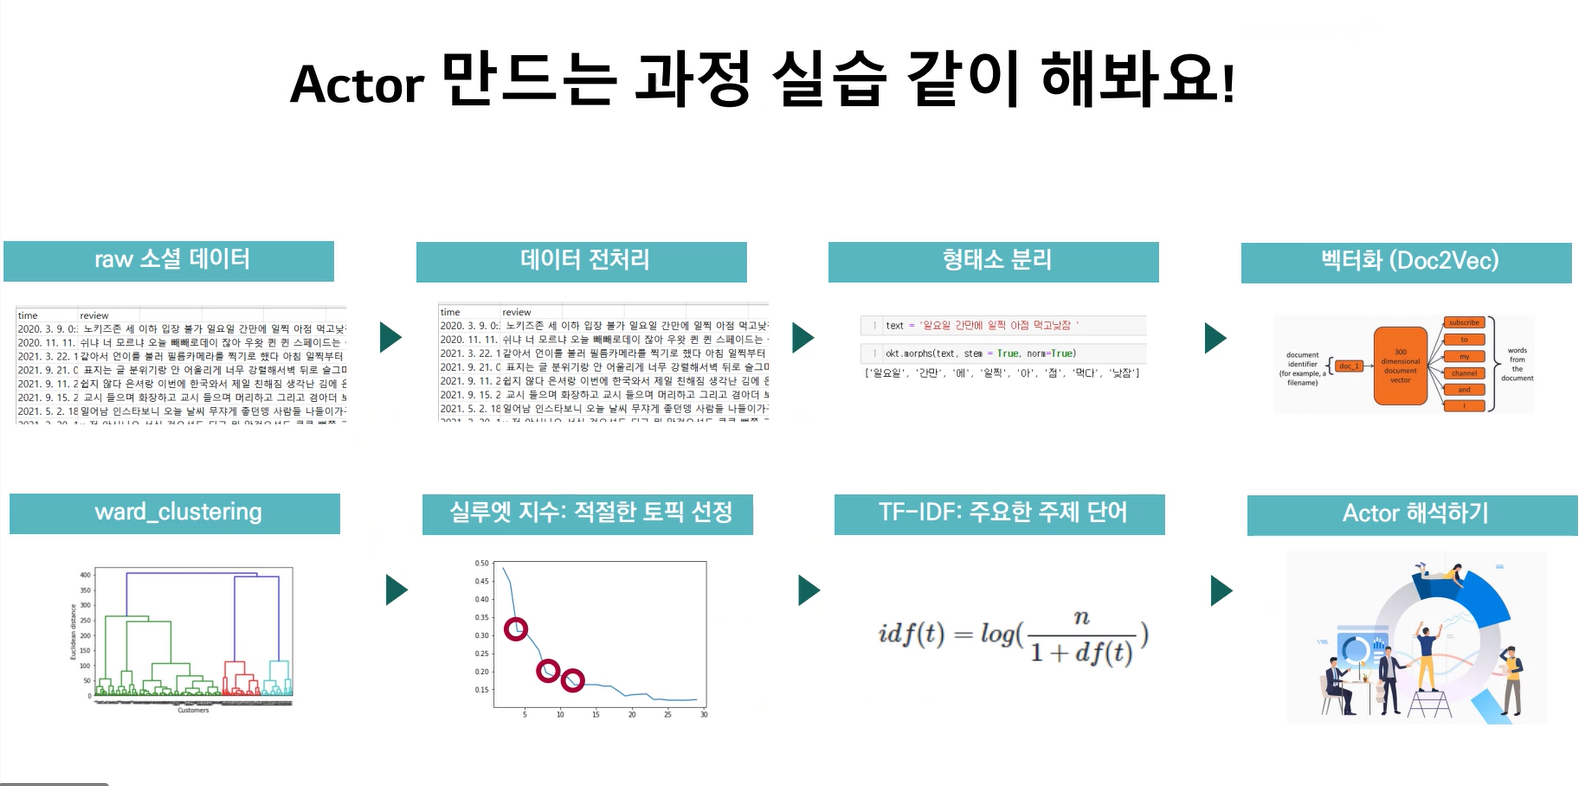 Actor 만드는 과정 실습 같이 해봐요!
raw 소셜 데이터
time review
2020. 3. 9. 0: 노키즈존 세 이하 입장 불가 일요일 간만에 일찍 아점 먹고낮
2020. 11. 11. 쉬냐 너 모르냐 오늘 빼빼로데이 잖아 우왓 퀸 퀸 스페이드는
2021. 3. 22. 1 같아서 언이를 불러 필름카메라를 찍기로 했다 아침 일찍부터
2021. 9. 21. 0 표지는 글 분위기랑 안 어울리게 너무 강렬해서벽 뒤로 슬그머
2021. 9. 11. 2 쉽지 않다 은서랑 이번에 한국와서 제일 친해짐 생각난 김에 은
2021. 9. 15. 2 교시 들으며 화장하고 교시 들으며 머리하고 그리고 겸아더 보
2021. 5. 2. 18 일어남 인스타보니 오늘 날씨 무쟈게 좋던뎅 사람들 나들이가
데이터 전처리
time review
2020. 3. 9. 0: 노키즈존 세 이하 입장 불가 일요일 간만에 일찍 아점 먹고낮
2020. 11. 11. 쉬냐 너 모르냐 오늘 빼빼로데이 잖아 우왓 퀸 퀸 스페이드는
2021. 3. 22. 1 같아서 언이를 불러 필름카메라를 찍기로 했다 아침 일찍부터
2021. 9. 21. 0 표지는 글 분위기랑 안 어울리게 너무 강렬해서벽 뒤로 슬그머
2021. 9. 11. 2 쉽지 않다 은서랑 이번에 한국와서 제일 친해짐 생각난 김에 은
2021. 9. 15. 2 교시 들으며 화장하고 교시 들으며 머리하고 그리고 겸아더 보
2021. 5. 2. 18 일어남 인스타보니 오늘 날씨 무쟈게 좋던뎅 사람들 나들이가
형태소 분리
1 text = '일요일 간만에 일찍 아점 먹고낮잠 '
1 okt.morphs(text, stem = True, norm=True)
['일요일', '간만', '에', '일찍', '아', '점', '먹다', '낮잠']
벡터화 (Doc2Vec)
document
identifier
(for example, a
filename)
doc_1
300
dimensional
document
vector
subscribe
to
my
channel
and
I
words
from
the
document
ward_clustering
Euclidean distance
400
350
300
250
200
150
100
50
0
Customers
실루엣 지수: 적절한 토픽 선정
0.50
0.45
0.40
0.35
0.30
0.25
0.20
0.15
5 10 15 20 25 30
TF-IDF: 주요한 주제 단어
idf(t) = log(n / 1 + df(t))
Actor 해석하기